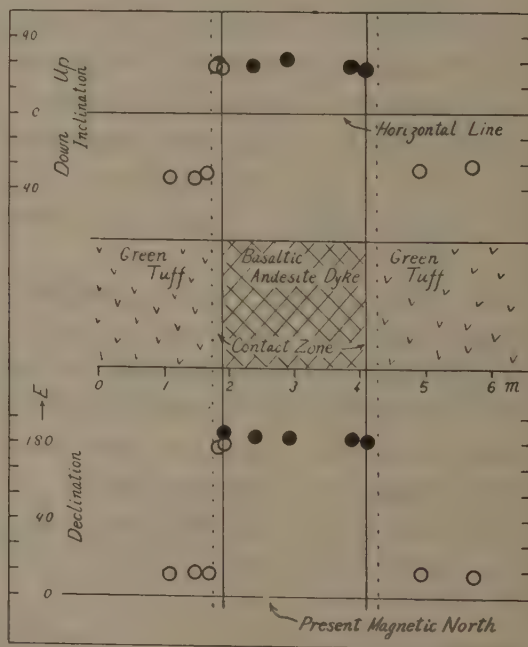 40
Up
0
Down
Inclination
Horizontal Line
40
Green
Tuff
Basaltic
Andesite Dyke
Green
Tuff
Contact Zone
0
1
2
3
4
5
6 m
→E
180
Declination
40
0
Present Magnetic North